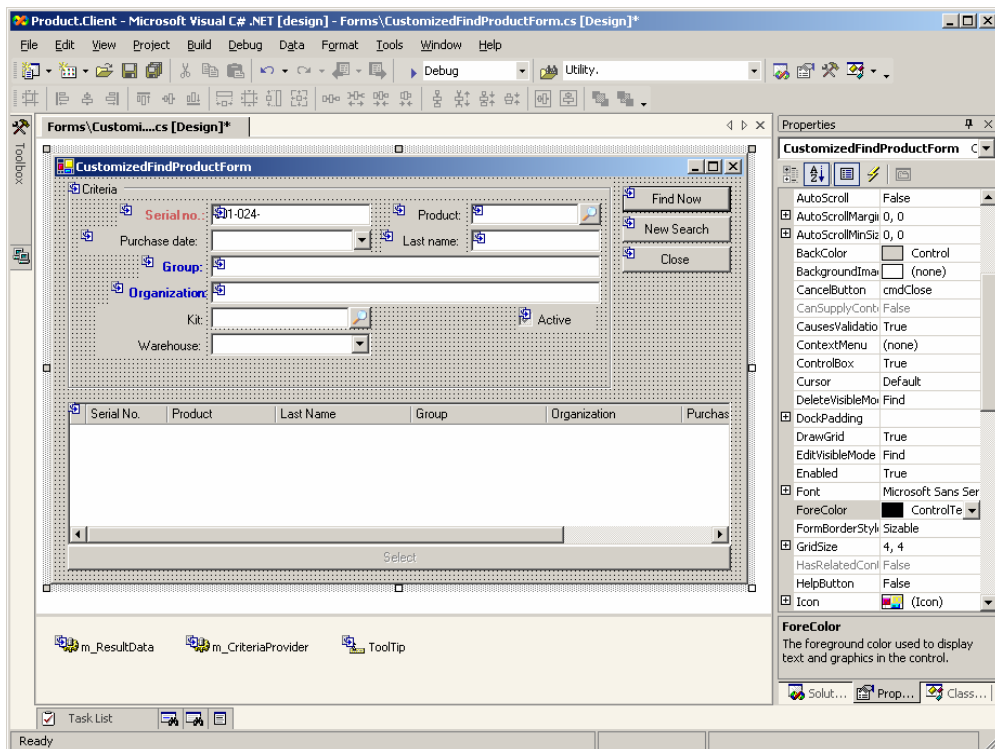 Product.Client - Microsoft Visual C# .NET [design] - Forms\CustomizedFindProductForm.cs [Design]*
File Edit View Project Build Debug Data Format Tools Window Help
Debug Utility.
Toolbox
Forms\Customi....cs [Design]*
CustomizedFindProductForm
Criteria
Serial no.: 01-024- Product:
Purchase date: Last name:
Group:
Organization:
Kit: Active
Warehouse:
Find Now
New Search
Close
Serial No. Product Last Name Group Organization Purchas
Select
m_ResultData m_CriteriaProvider ToolTip
Properties
CustomizedFindProductForm C
AutoScroll False
AutoScrollMargi 0, 0
AutoScrollMinSiz 0, 0
BackColor Control
BackgroundIma (none)
CancelButton cmdClose
CanSupplyCont False
CausesValidatio True
ContextMenu (none)
ControlBox True
Cursor Default
DeleteVisibleMo Find
DockPadding
DrawGrid True
EditVisibleMode Find
Enabled True
Font Microsoft Sans Ser
ForeColor ControlTe
FormBorderStyl Sizable
GridSize 4, 4
HasRelatedCont False
HelpButton False
Icon (Icon)
ForeColor
The foreground color used to display
text and graphics in the control.
Solut... Prop... Class...
Task List
Ready